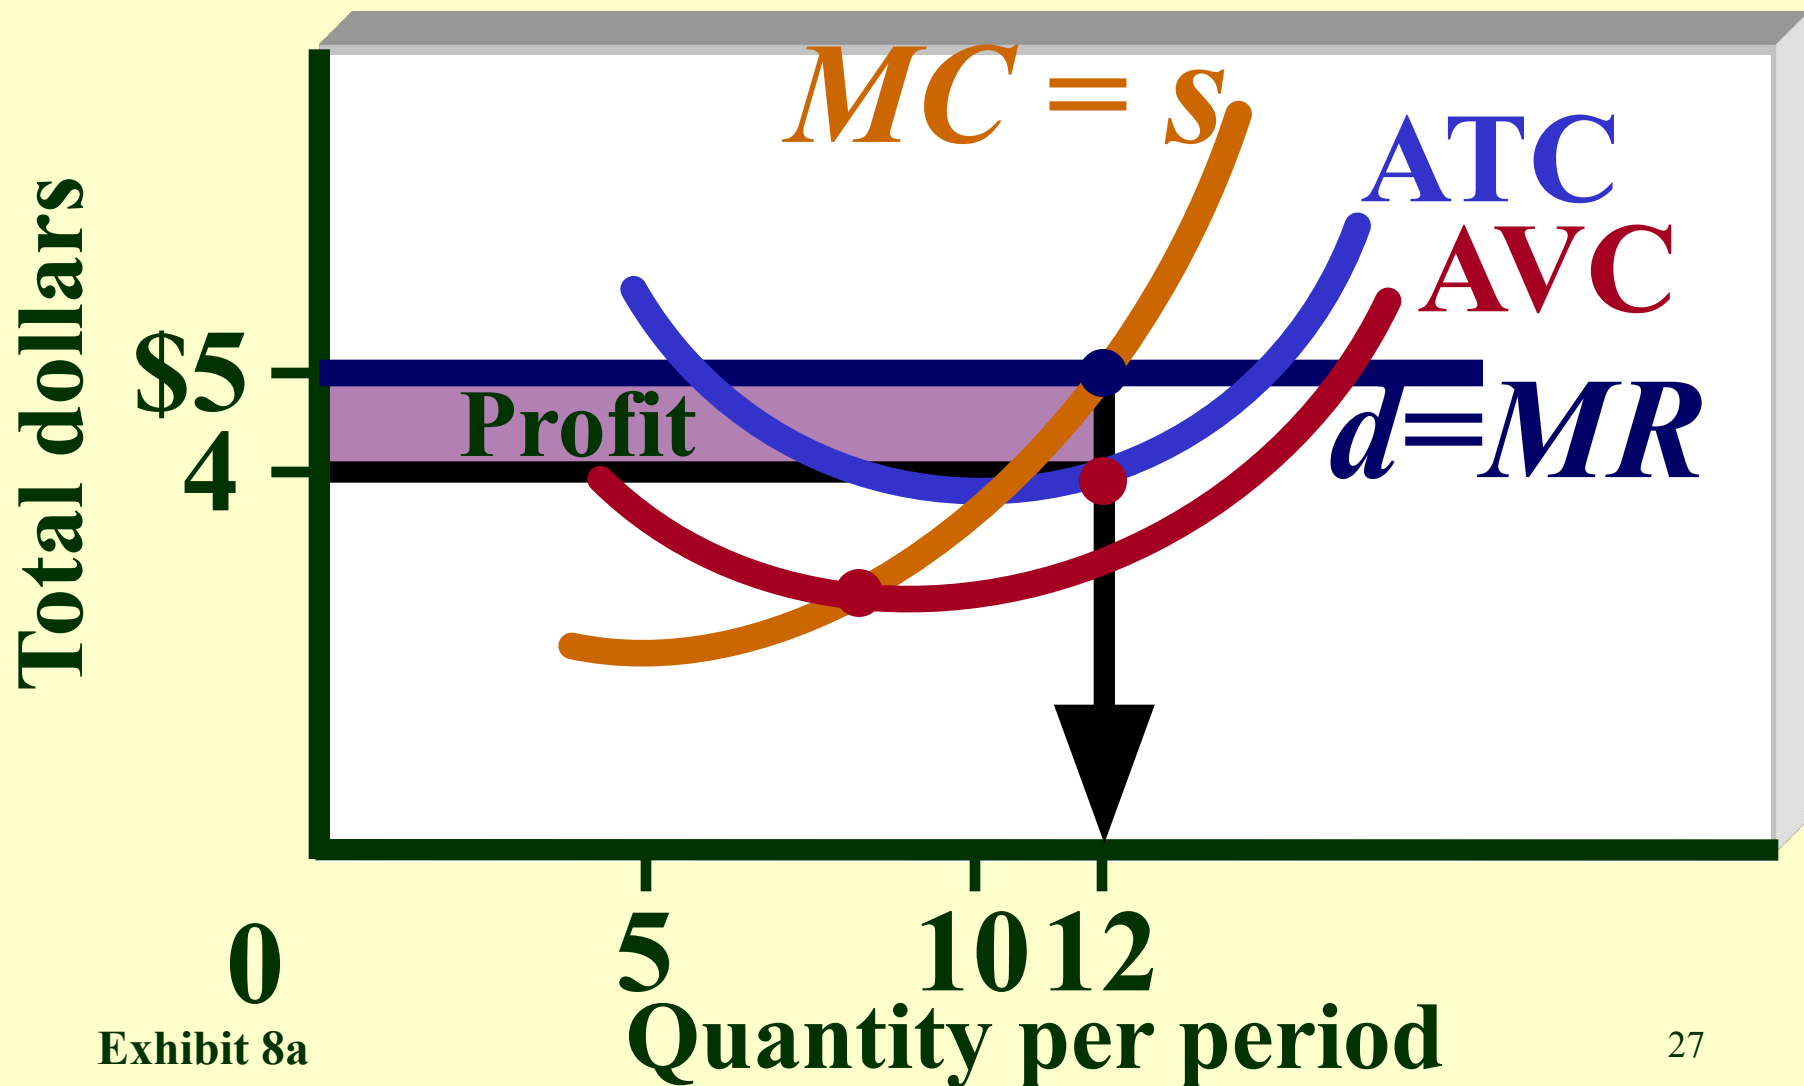 MC = s
ATC
AVC
Total dollars
$5
4
Profit
d=MR
0
5
10
12
Quantity per period
Exhibit 8a
27